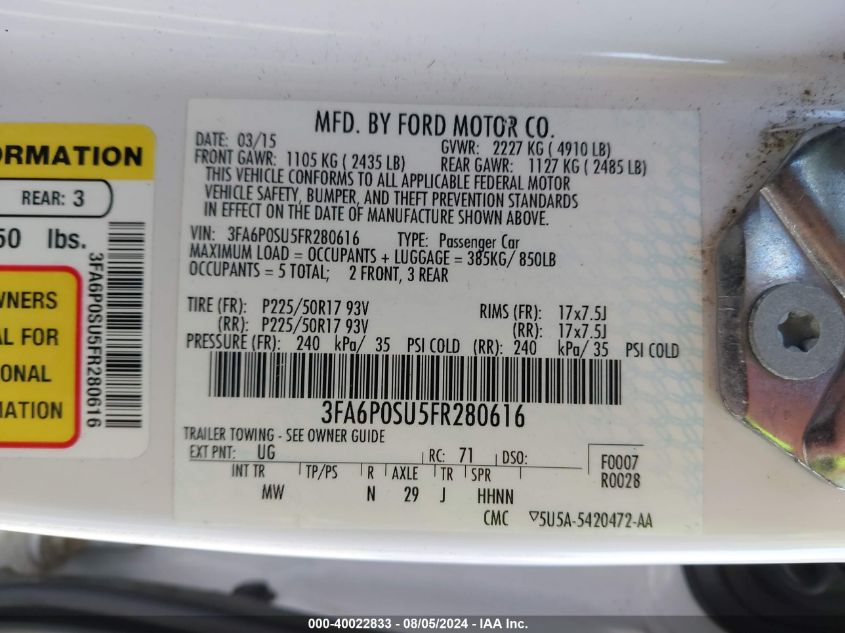 MFD. BY FORD MOTOR CO.
DATE: 03/15 GVWR: 2227 KG ( 4910 LB)
FRONT GAWR: 1105 KG ( 2435 LB) REAR GAWR: 1127 KG ( 2485 LB)
THIS VEHICLE CONFORMS TO ALL APPLICABLE FEDERAL MOTOR
VEHICLE SAFETY, BUMPER, AND THEFT PREVENTION STANDARDS
IN EFFECT ON THE DATE OF MANUFACTURE SHOWN ABOVE.
VIN: 3FA6P0SU5FR280616 TYPE: Passenger Car
MAXIMUM LOAD = OCCUPANTS + LUGGAGE = 385KG/ 850LB
OCCUPANTS = 5 TOTAL; 2 FRONT, 3 REAR
TIRE (FR): P225/50R17 93V RIMS (FR): 17x7.5J
(RR): P225/50R17 93V (RR): 17x7.5J
PRESSURE (FR): 240 kPa/ 35 PSI COLD (RR): 240 kPa/ 35 PSI COLD
3FA6P0SU5FR280616
TRAILER TOWING - SEE OWNER GUIDE
EXT PNT: UG RC: 71 DSO: F0007
R0028
INT TR TP/PS R AXLE TR SPR
MW N 29 J HHNN
CMC ▽5U5A-5420472-AA
ORMATION
REAR: 3
50 lbs.
WNERS
AL FOR
ONAL
MATION
3FA6P0SU5FR280616
000-40022833 - 08/05/2024 - IAA Inc.